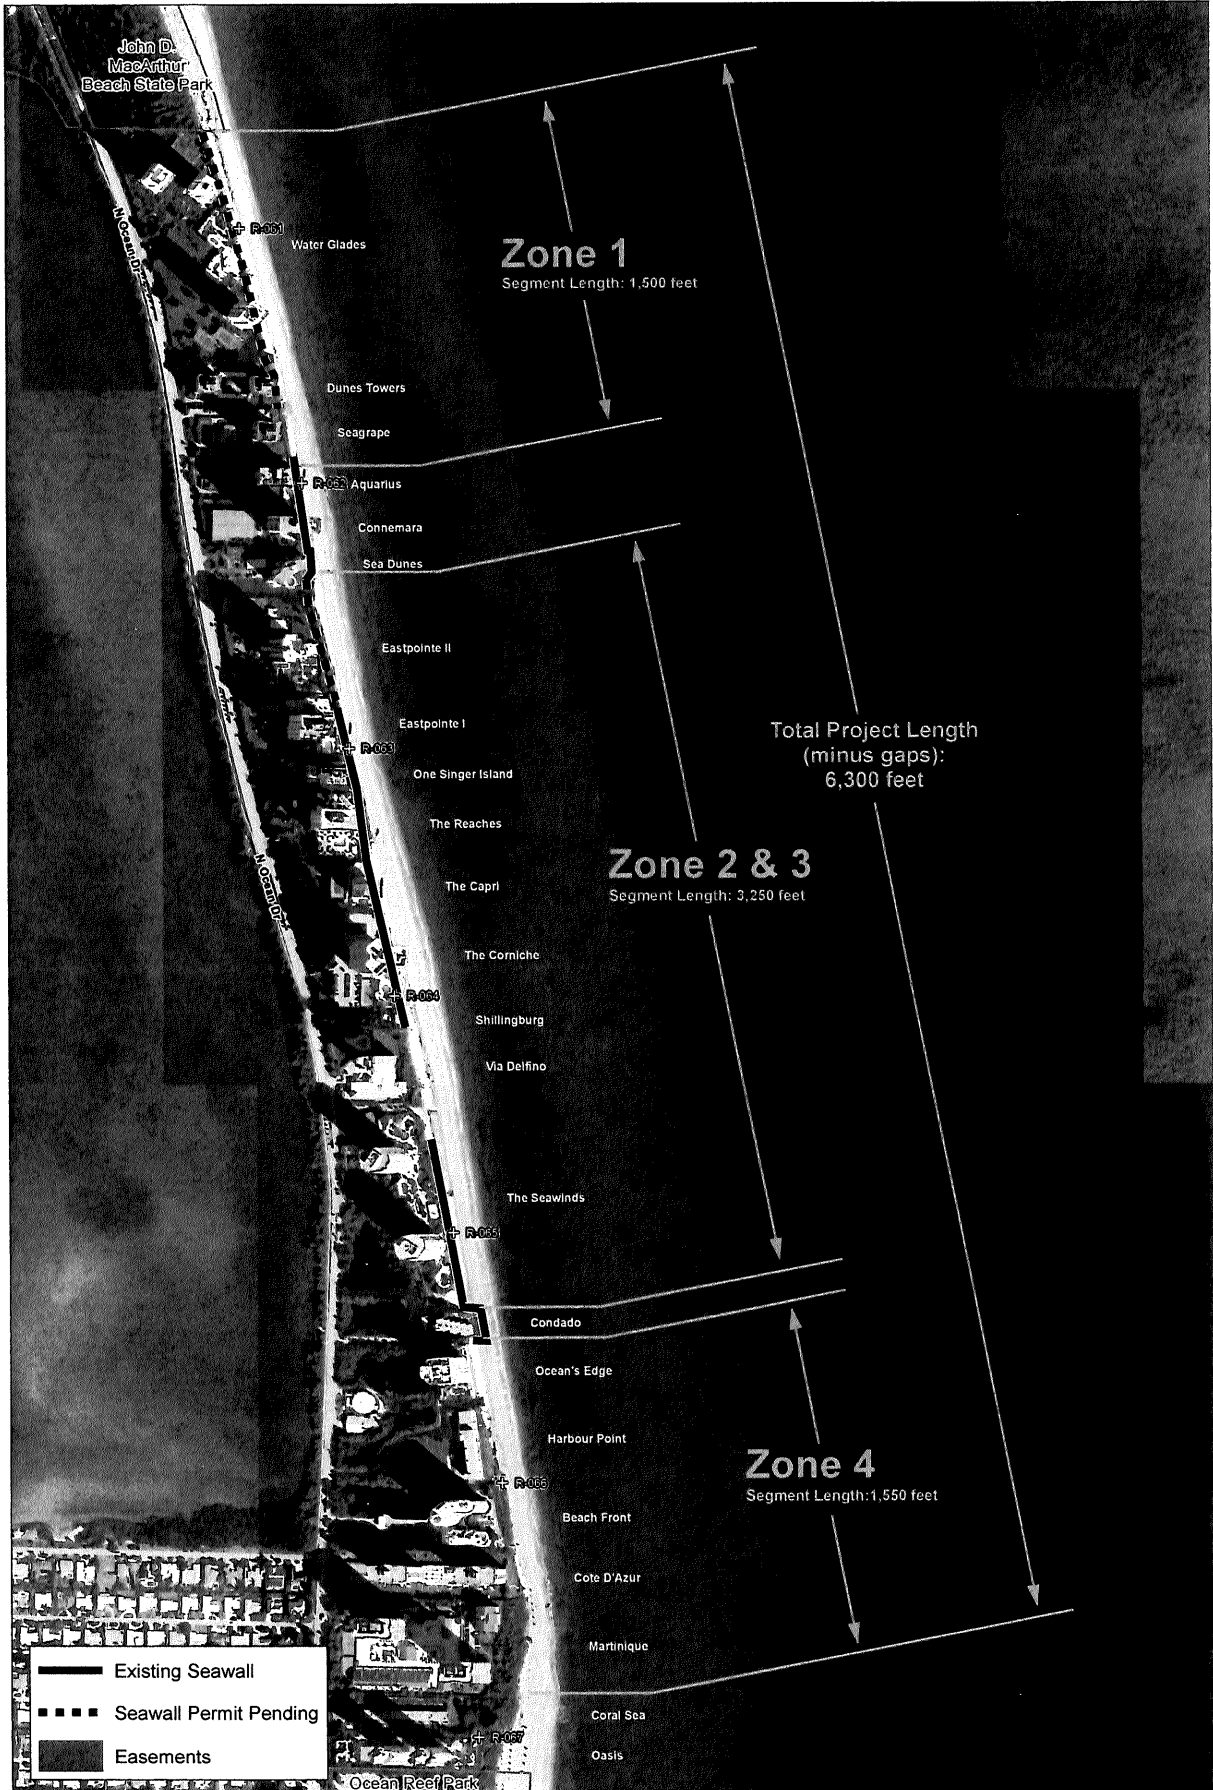 John D.
MacArthur
Beach State Park
N Ocean Dr
R-061
Water Glades
Zone 1
Segment Length: 1,500 feet
Dunes Towers
Seagrape
R-062
Aquarius
Connemara
Sea Dunes
Eastpointe II
Eastpointe I
R-063
One Singer Island
Total Project Length
(minus gaps):
6,300 feet
The Reaches
Zone 2 & 3
Segment Length: 3,250 feet
The Capri
N Ocean Dr
The Corniche
R-064
Shillingburg
Via Delfino
The Seawinds
R-065
Condado
Ocean's Edge
Harbour Point
Zone 4
Segment Length:1,550 feet
R-066
Beach Front
Cote D'Azur
Martinique
Existing Seawall
Seawall Permit Pending
Easements
Coral Sea
R-067
Oasis
Ocean Reef Park